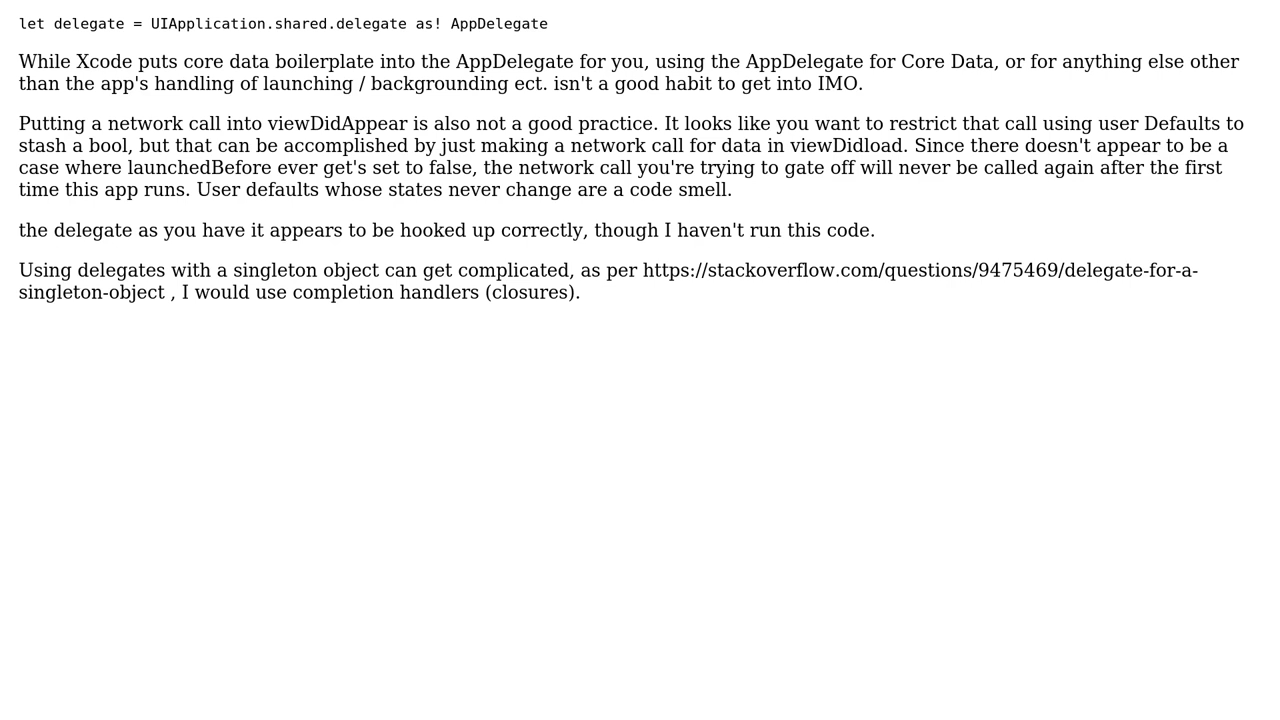 let delegate = UIApplication.shared.delegate as! AppDelegate
While Xcode puts core data boilerplate into the AppDelegate for you, using the AppDelegate for Core Data, or for anything else other
than the app's handling of launching / backgrounding ect. isn't a good habit to get into IMO.
Putting a network call into viewDidAppear is also not a good practice. It looks like you want to restrict that call using user Defaults to
stash a bool, but that can be accomplished by just making a network call for data in viewDidload. Since there doesn't appear to be a
case where launchedBefore ever get's set to false, the network call you're trying to gate off will never be called again after the first
time this app runs. User defaults whose states never change are a code smell.
the delegate as you have it appears to be hooked up correctly, though I haven't run this code.
Using delegates with a singleton object can get complicated, as per https://stackoverflow.com/questions/9475469/delegate-for-a-
singleton-object , I would use completion handlers (closures).